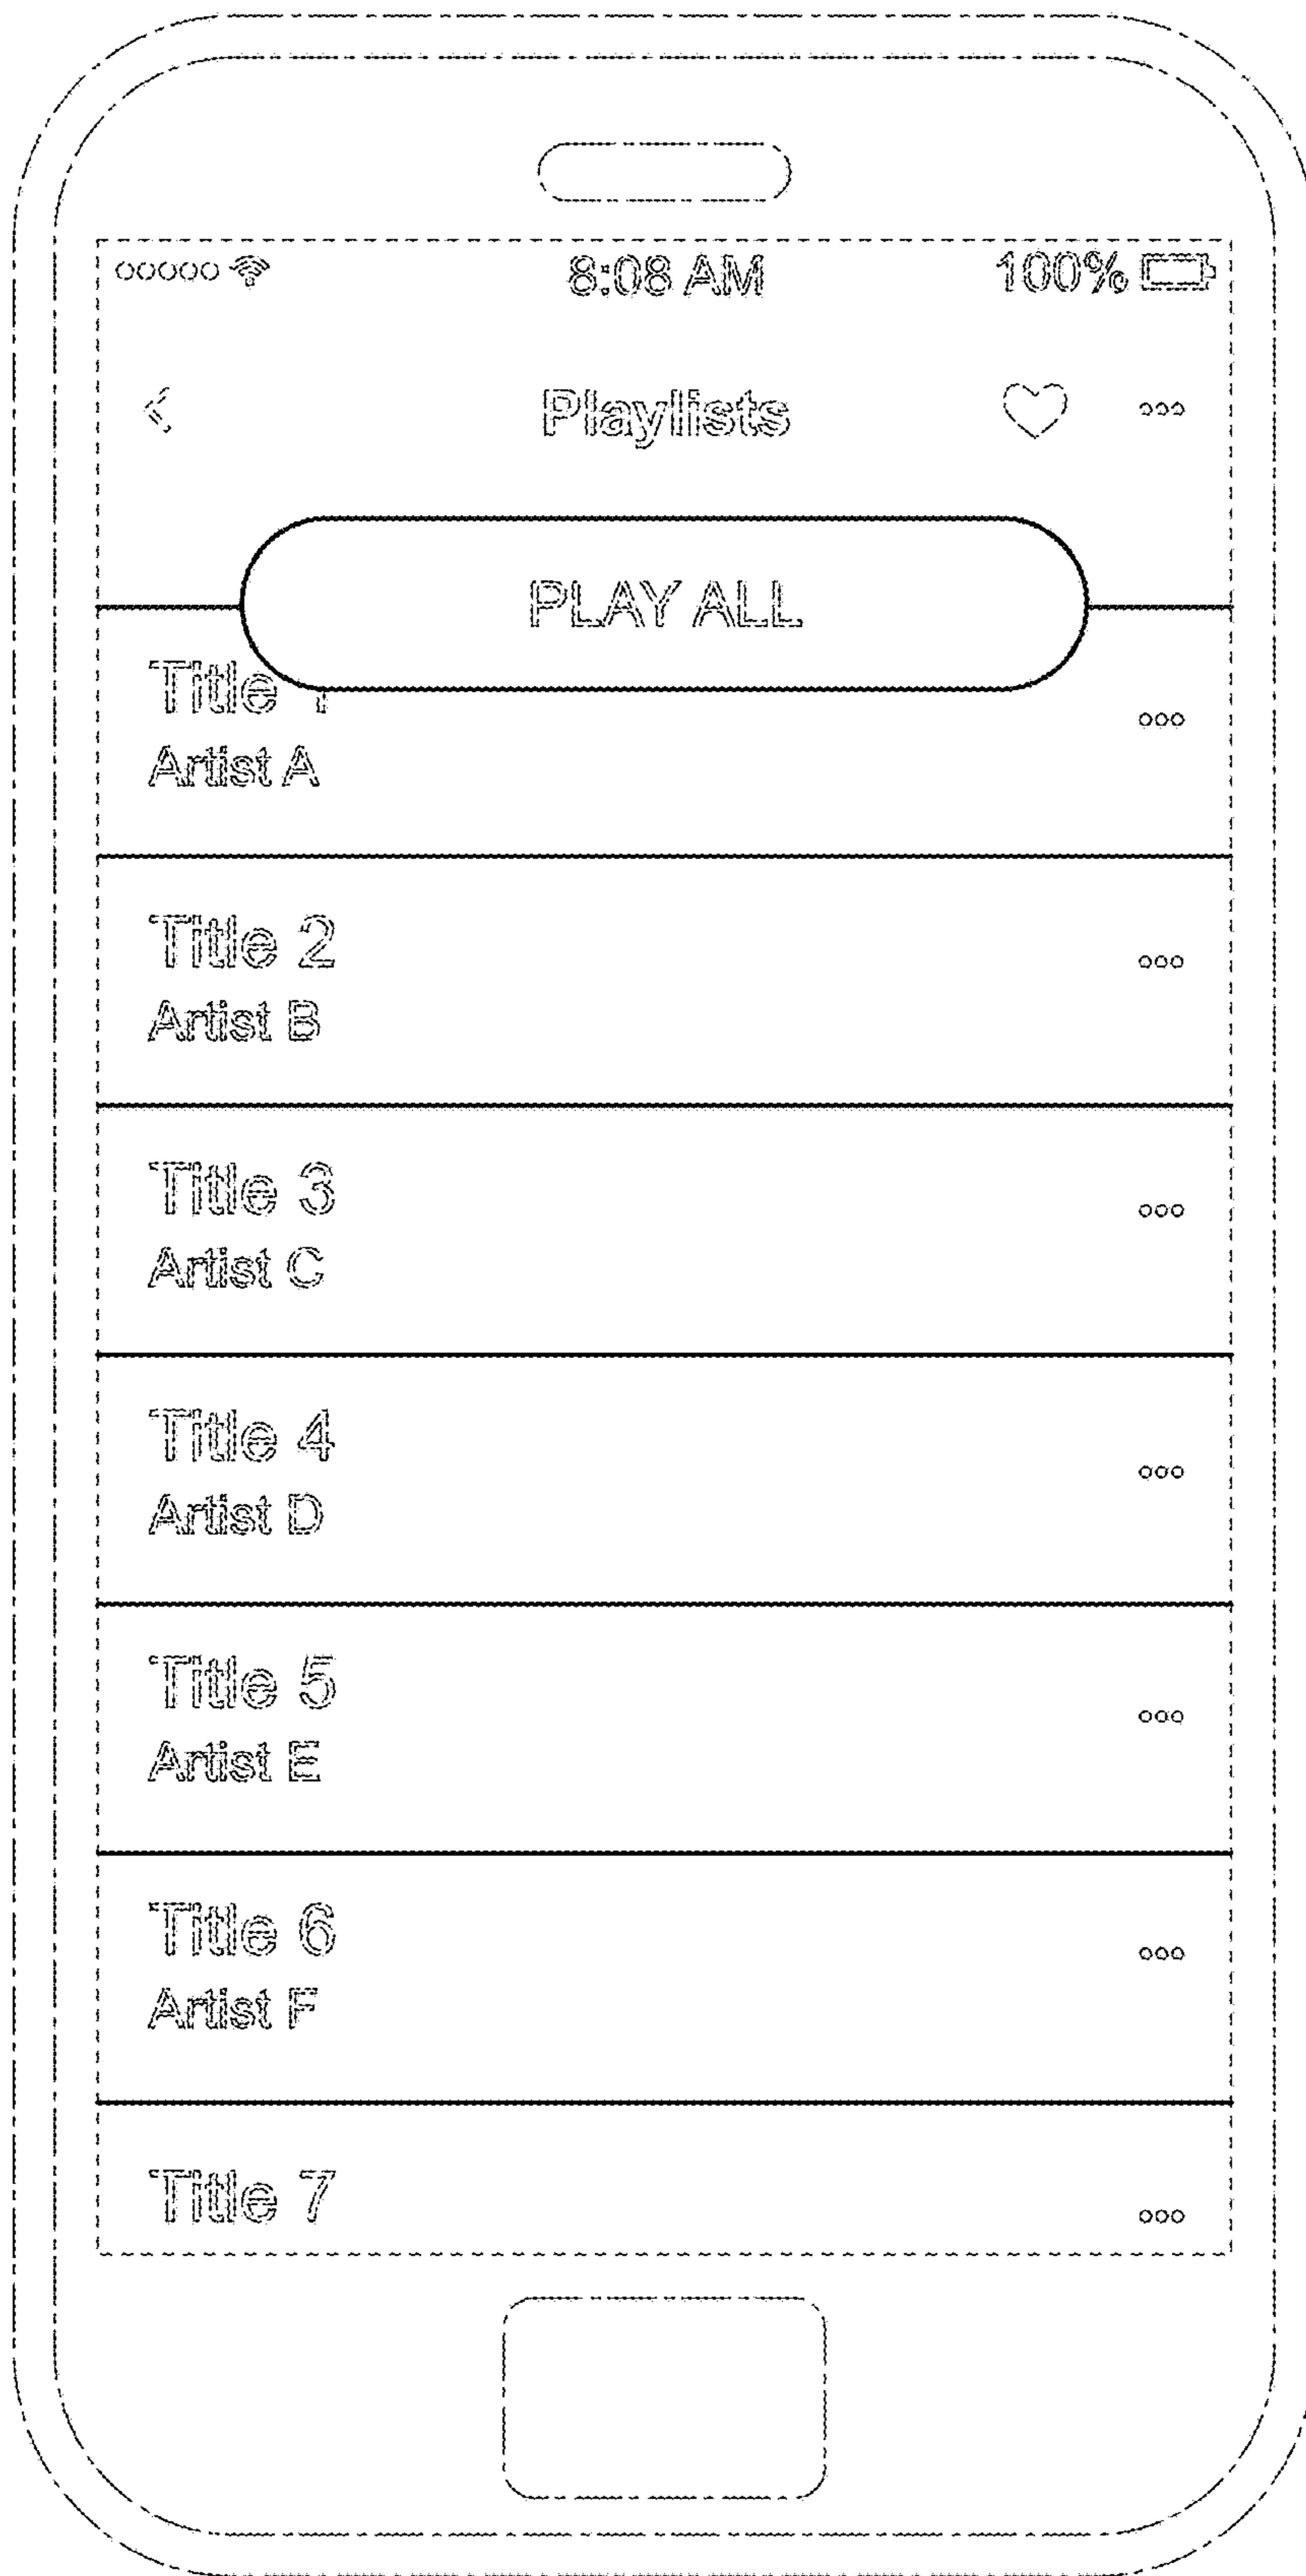 8:08 AM 100%
Playlists
PLAY ALL
Title
Artist A
Title 2
Artist B
Title 3
Artist C
Title 4
Artist D
Title 5
Artist E
Title 6
Artist F
Title 7